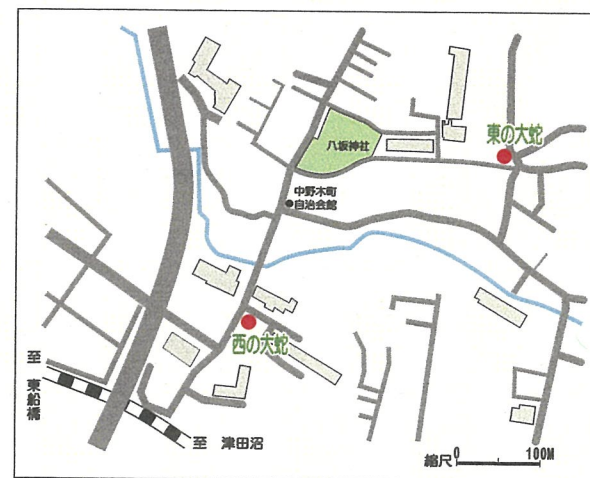 八坂神社
東の大蛇
中野木町
自治会館
西の大蛇
至 東船橋
至 津田沼
縮尺 0 100M